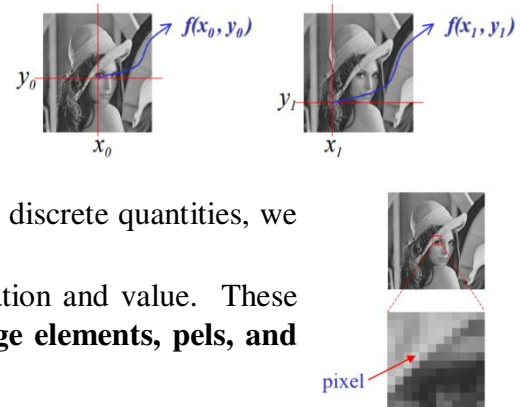 f(x₀, y₀) f(x₁, y₁)
y₀ y₁
x₀ x₁
discrete quantities, we
ation and value. These
ge elements, pels, and
pixel